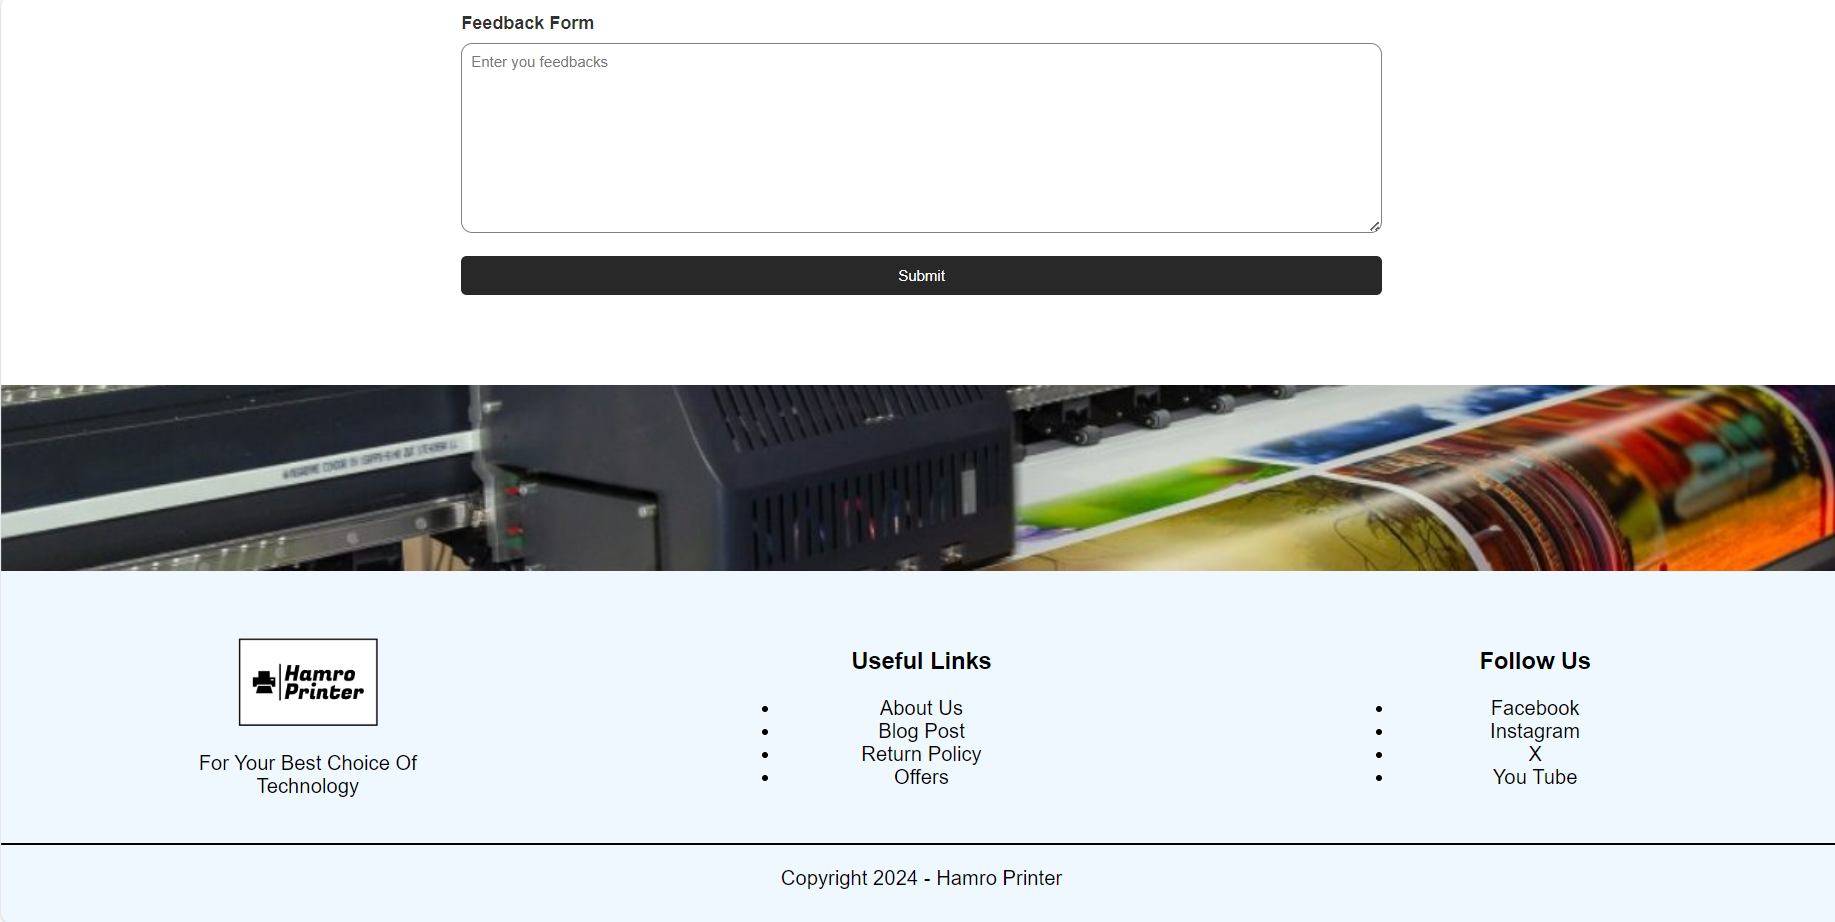 Feedback Form
Enter you feedbacks
Submit
Hamro
Printer
For Your Best Choice Of
Technology
Useful Links
About Us
Blog Post
Return Policy
Offers
Follow Us
Facebook
Instagram
X
You Tube
Copyright 2024 - Hamro Printer